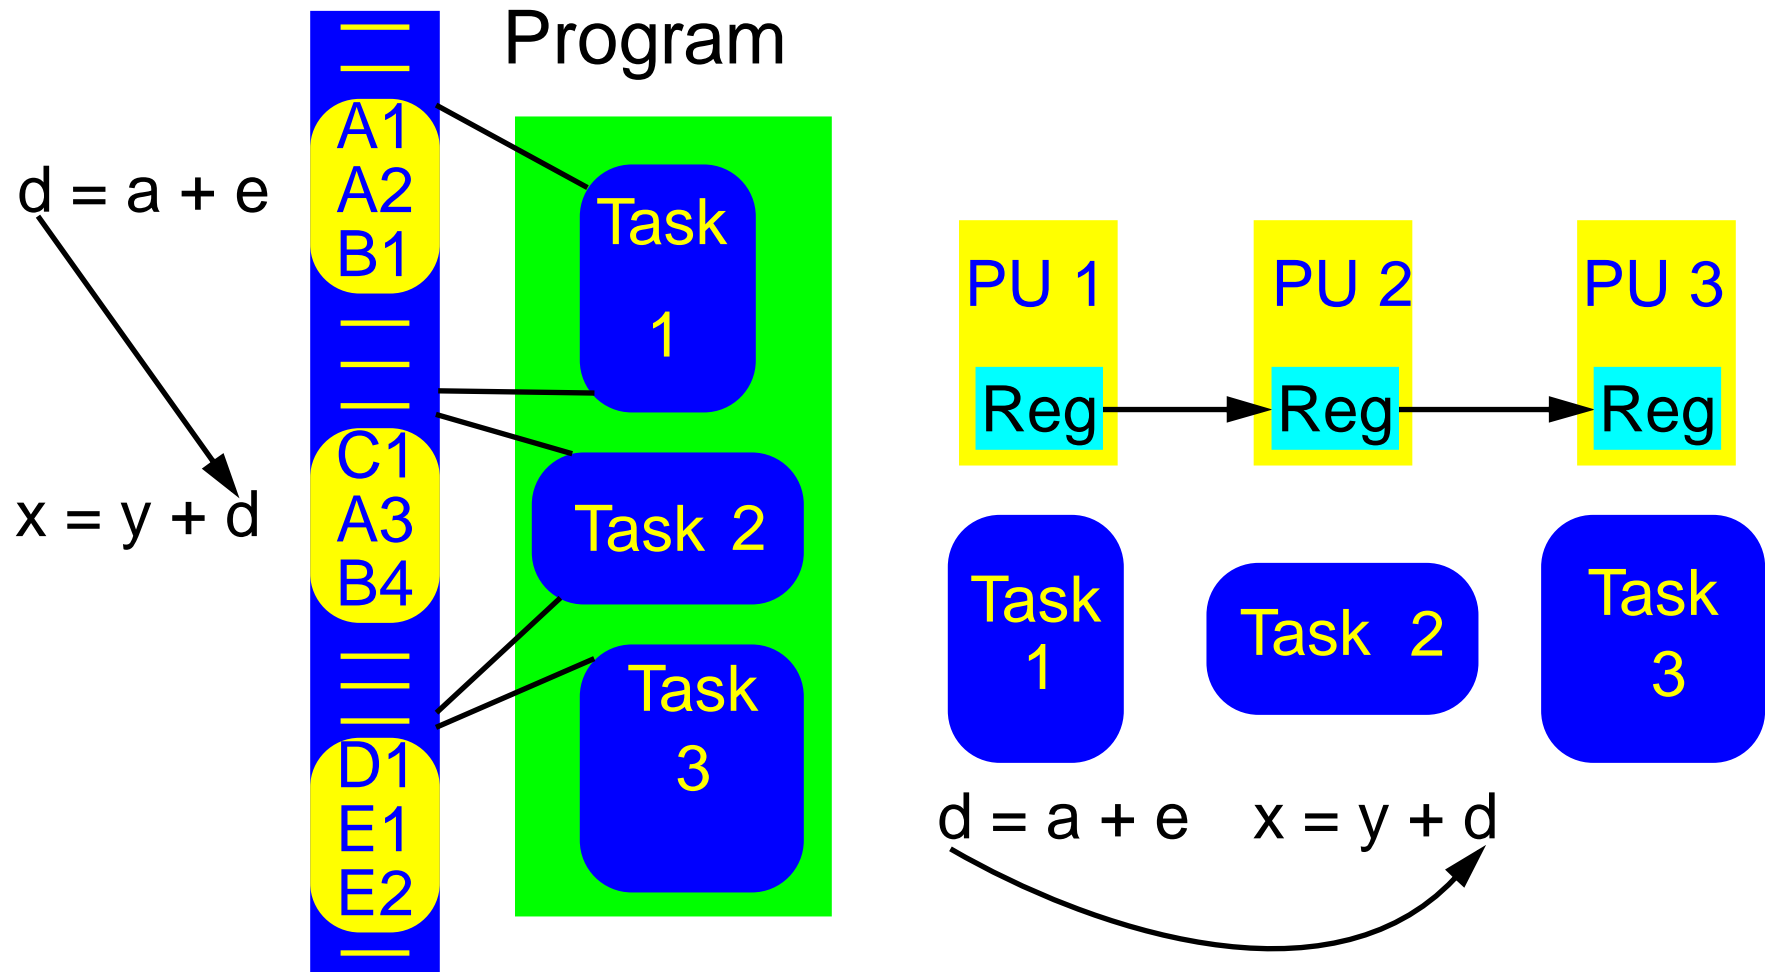 Program
A1
A2
B1
d = a + e
C1
A3
B4
x = y + d
D1
E1
E2
Task
1
Task 2
Task
3
PU 1
Reg
PU 2
Reg
PU 3
Reg
Task
1
Task 2
Task
3
d = a + e
x = y + d